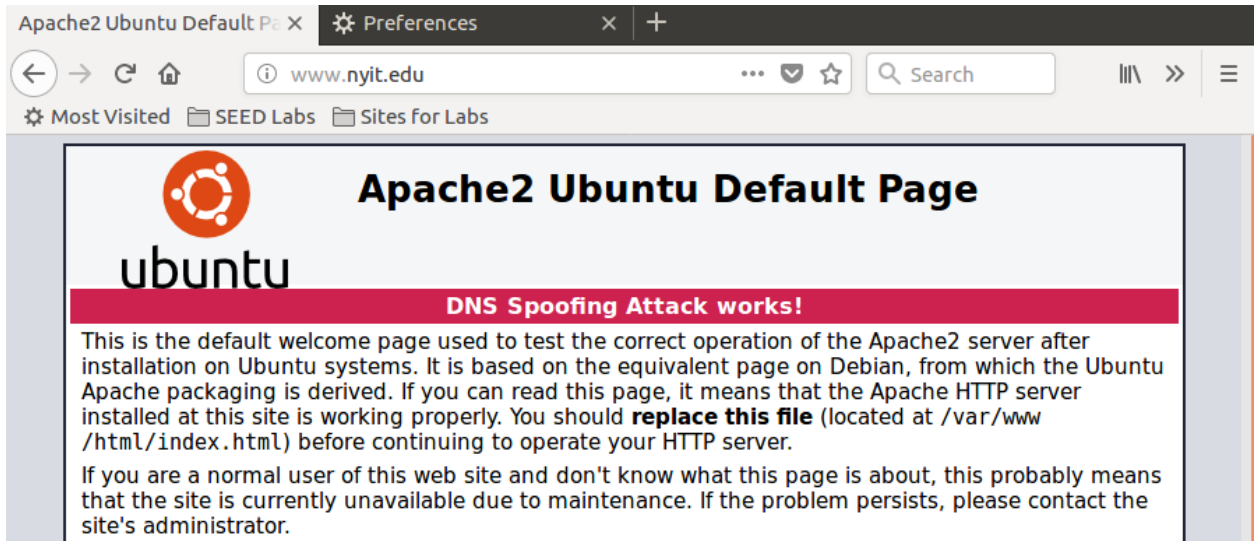 Apache2 Ubuntu Default Pa
Preferences
www.nyit.edu
Search
Most Visited SEED Labs Sites for Labs
ubuntu
Apache2 Ubuntu Default Page
DNS Spoofing Attack works!
This is the default welcome page used to test the correct operation of the Apache2 server after
installation on Ubuntu systems. It is based on the equivalent page on Debian, from which the Ubuntu
Apache packaging is derived. If you can read this page, it means that the Apache HTTP server
installed at this site is working properly. You should replace this file (located at /var/www
/html/index.html) before continuing to operate your HTTP server.
If you are a normal user of this web site and don't know what this page is about, this probably means
that the site is currently unavailable due to maintenance. If the problem persists, please contact the
site's administrator.